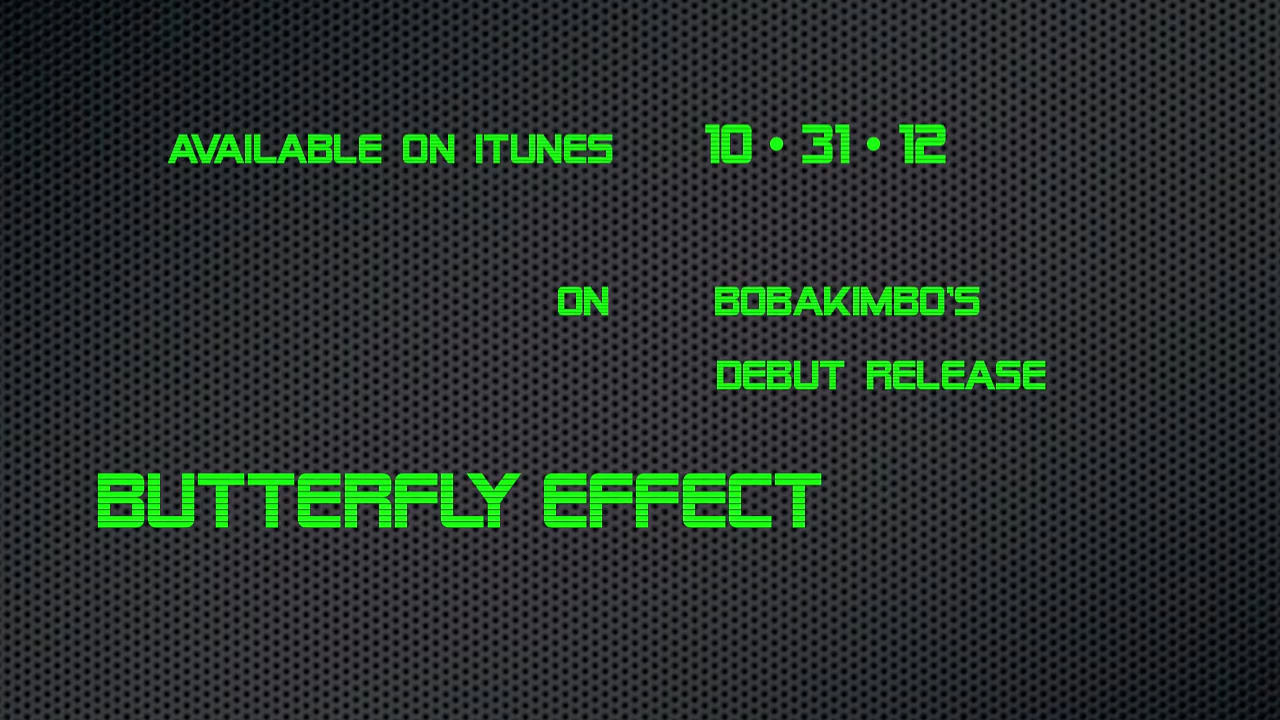 AVAILABLE ON ITUNES 10 • 31 • 12
ON BOBAKIMBO'S
DEBUT RELEASE
BUTTERFLY EFFECT